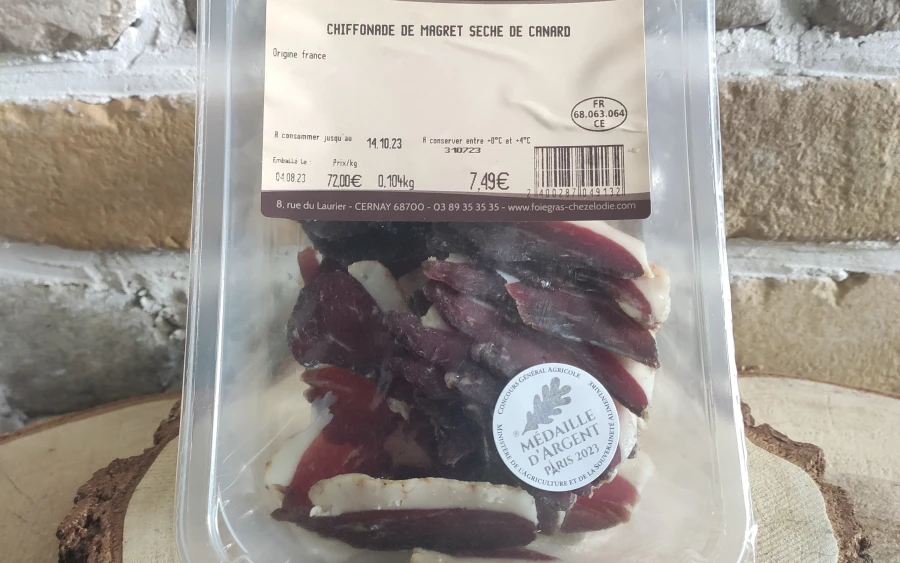 CHIFFONADE DE MAGRET SECHE DE CANARD
Origine france
FR
68.063.064
CE
A consommer jusqu'au 14.10.23 A conserver entre +0°C et +4°C
310723
Emballé le : Prix/kg
04.08.23 72,00€ 0,104kg 7,49€
2 400287 049132
8, rue du Laurier - CERNAY 68700 - 03 89 35 35 35 - www.foiegras-chezelodie.com
CONCOURS GÉNÉRAL AGRICOLE
®
MÉDAILLE
D'ARGENT
PARIS 2023
MINISTÈRE DE L'AGRICULTURE ET DE LA SOUVERAINETÉ ALIMENTAIRE